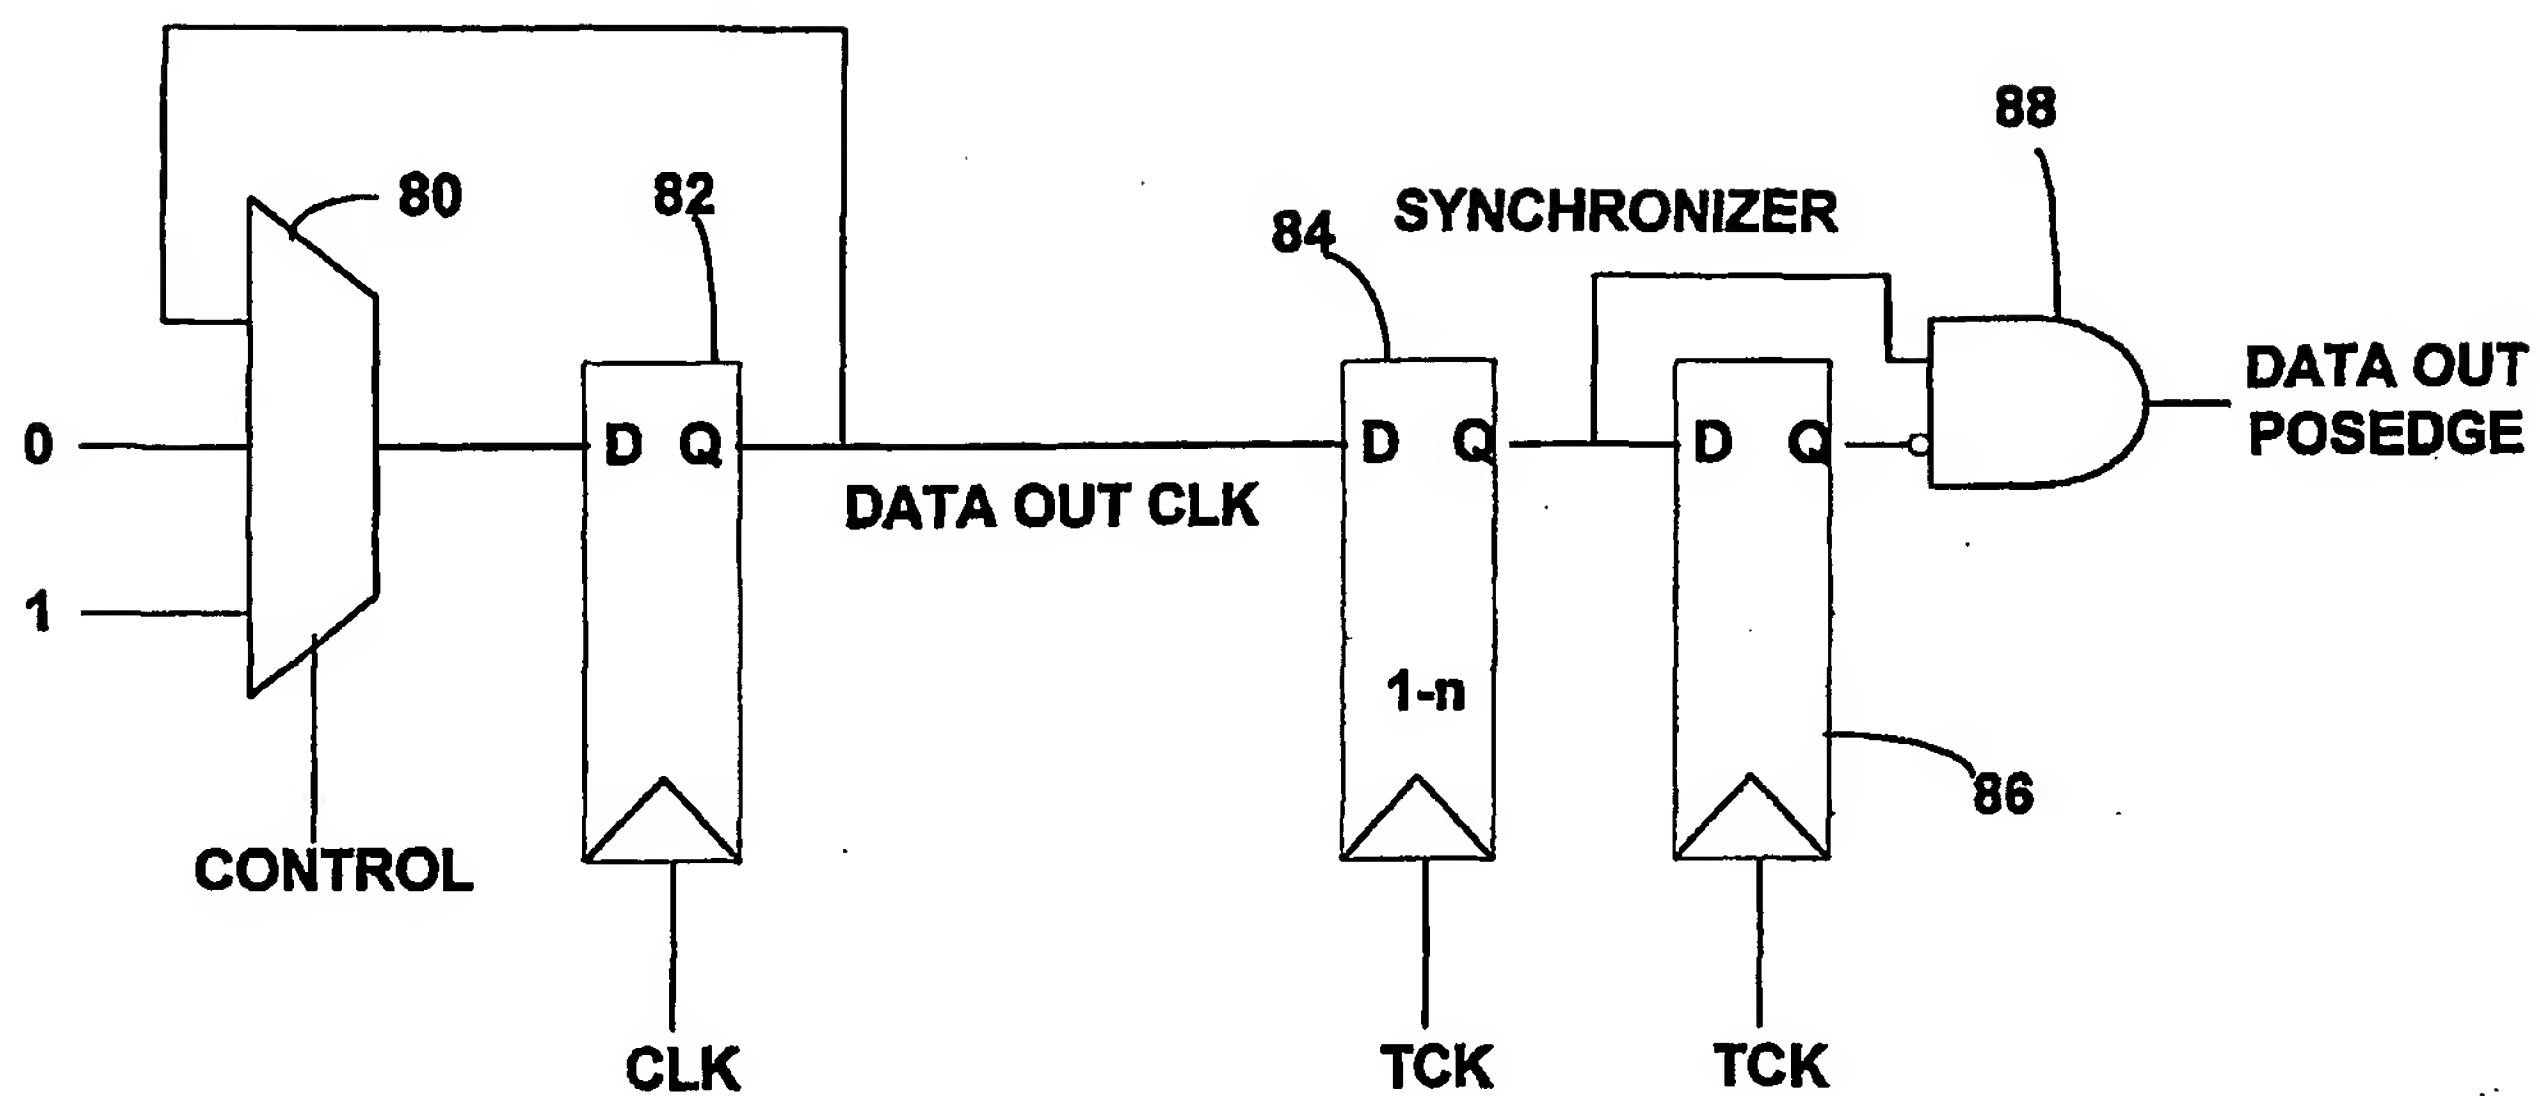 88
80
82
84
SYNCHRONIZER
DATA OUT
POSEDGE
0
D Q
D Q
D Q
DATA OUT CLK
1
1-n
86
CONTROL
CLK
TCK
TCK